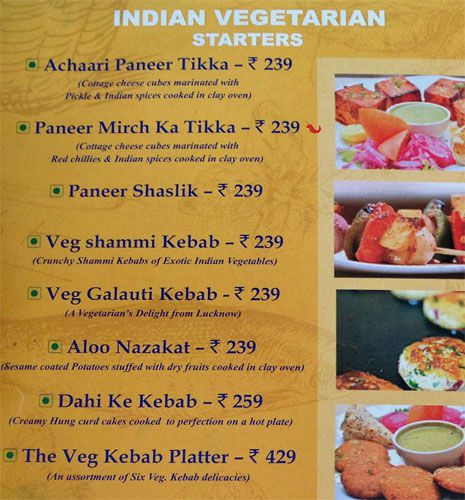 INDIAN VEGETARIAN
STARTERS
Achaari Paneer Tikka – ₹ 239
(Cottage cheese cubes marinated with
Pickle & Indian spices cooked in clay oven)
Paneer Mirch Ka Tikka – ₹ 239
(Cottage cheese cubes marinated with
Red chillies & Indian spices cooked in clay oven)
Paneer Shaslik – ₹ 239
Veg shammi Kebab – ₹ 239
(Crunchy Shammi Kebabs of Exotic Indian Vegetables)
Veg Galauti Kebab - ₹ 239
(A Vegetarian's Delight from Lucknow)
Aloo Nazakat – ₹ 239
(Sesame coated Potatoes stuffed with dry fruits cooked in clay oven)
Dahi Ke Kebab – ₹ 259
(Creamy Hung curd cakes cooked to perfection on a hot plate)
The Veg Kebab Platter – ₹ 429
(An assortment of Six Veg. Kebab delicacies)